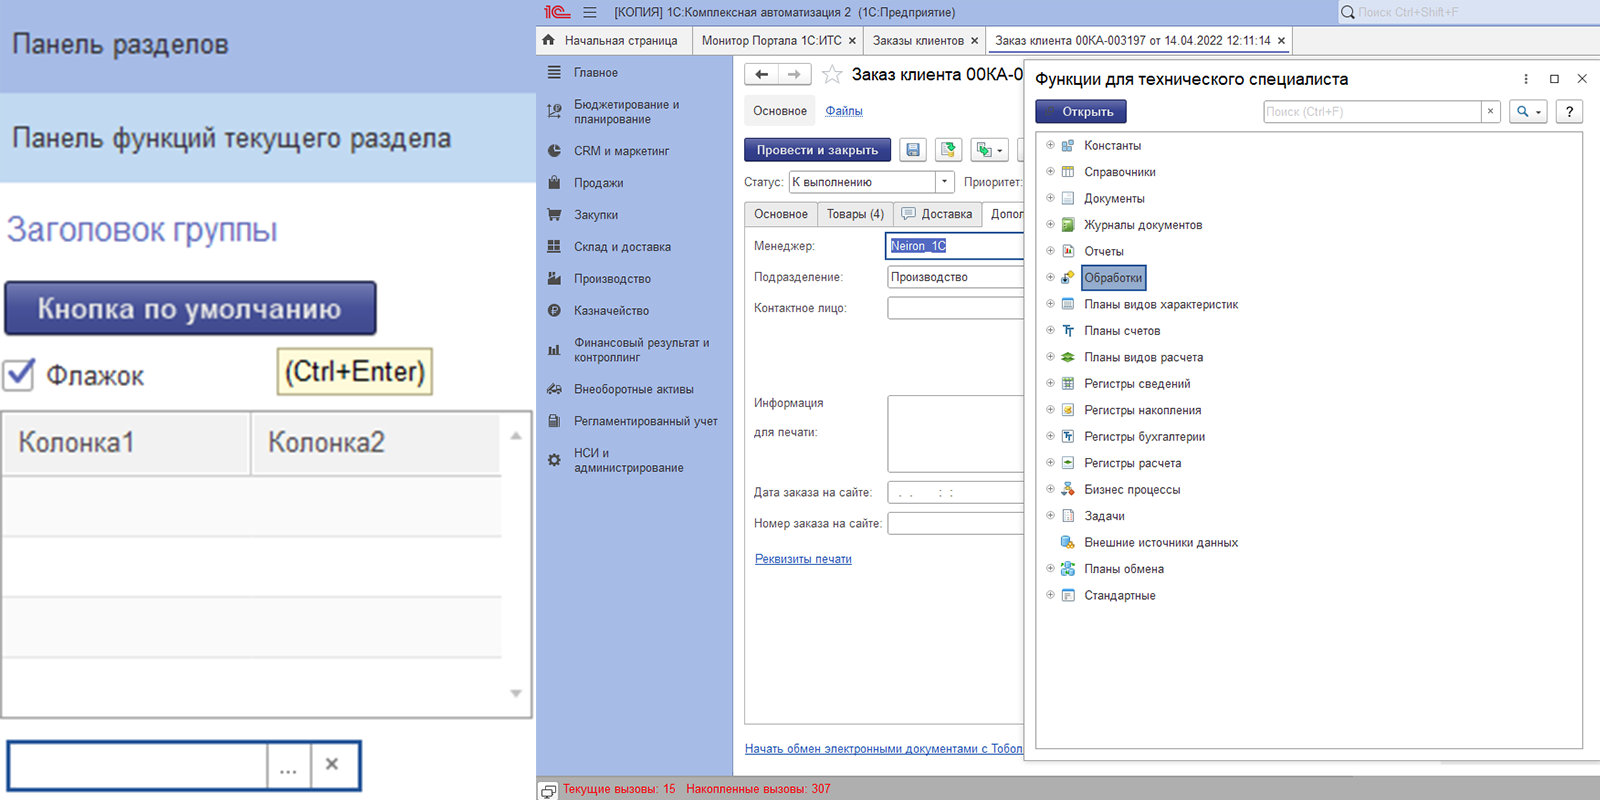 Панель разделов
Панель функций текущего раздела
Заголовок группы
Кнопка по умолчанию
Флажок
(Ctrl+Enter)
Колонка1 Колонка2
...
[КОПИЯ] 1С:Комплексная автоматизация 2 (1С:Предприятие)
Поиск Ctrl+Shift+F
Начальная страница
Монитор Портала 1С:ИТС
Заказы клиентов
Заказ клиента 00КА-003197 от 14.04.2022 12:11:14
Главное
Бюджетирование и
планирование
CRM и маркетинг
Продажи
Закупки
Склад и доставка
Производство
Казначейство
Финансовый результат и
контроллинг
Внеоборотные активы
Регламентированный учет
НСИ и
администрирование
Заказ клиента 00КА-0
Основное Файлы
Провести и закрыть
Статус: К выполнению Приоритет:
Основное Товары (4) Доставка Допол
Менеджер: Neiron_1C
Подразделение: Производство
Контактное лицо:
Информация
для печати:
Дата заказа на сайте: . . : :
Номер заказа на сайте:
Реквизиты печати
Начать обмен электронными документами с Тобол
Функции для технического специалиста
Открыть Поиск (Ctrl+F) ?
Константы
Справочники
Документы
Журналы документов
Отчеты
Обработки
Планы видов характеристик
Планы счетов
Планы видов расчета
Регистры сведений
Регистры накопления
Регистры бухгалтерии
Регистры расчета
Бизнес процессы
Задачи
Внешние источники данных
Планы обмена
Стандартные
Текущие вызовы: 15 Накопленные вызовы: 307